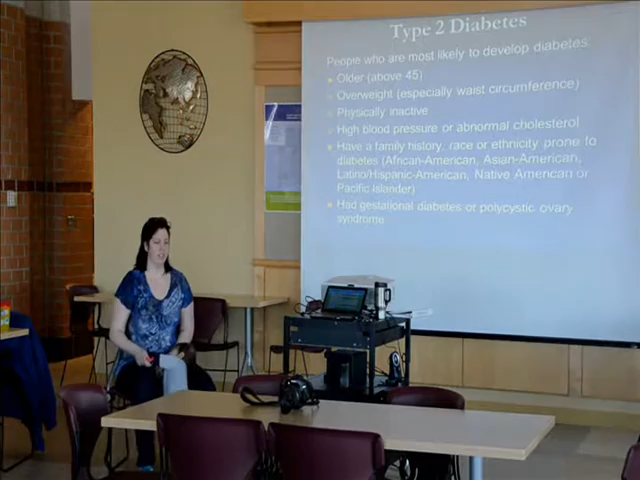 Type 2 Diabetes
People who are most likely to develop diabetes:
Older (above 45)
Overweight (especially waist circumference)
Physically inactive
High blood pressure or abnormal cholesterol
Have a family history, race or ethnicity prone to
diabetes (African-American, Asian-American,
Latino/Hispanic-American, Native American or
Pacific Islander)
Had gestational diabetes or polycystic ovary
syndrome